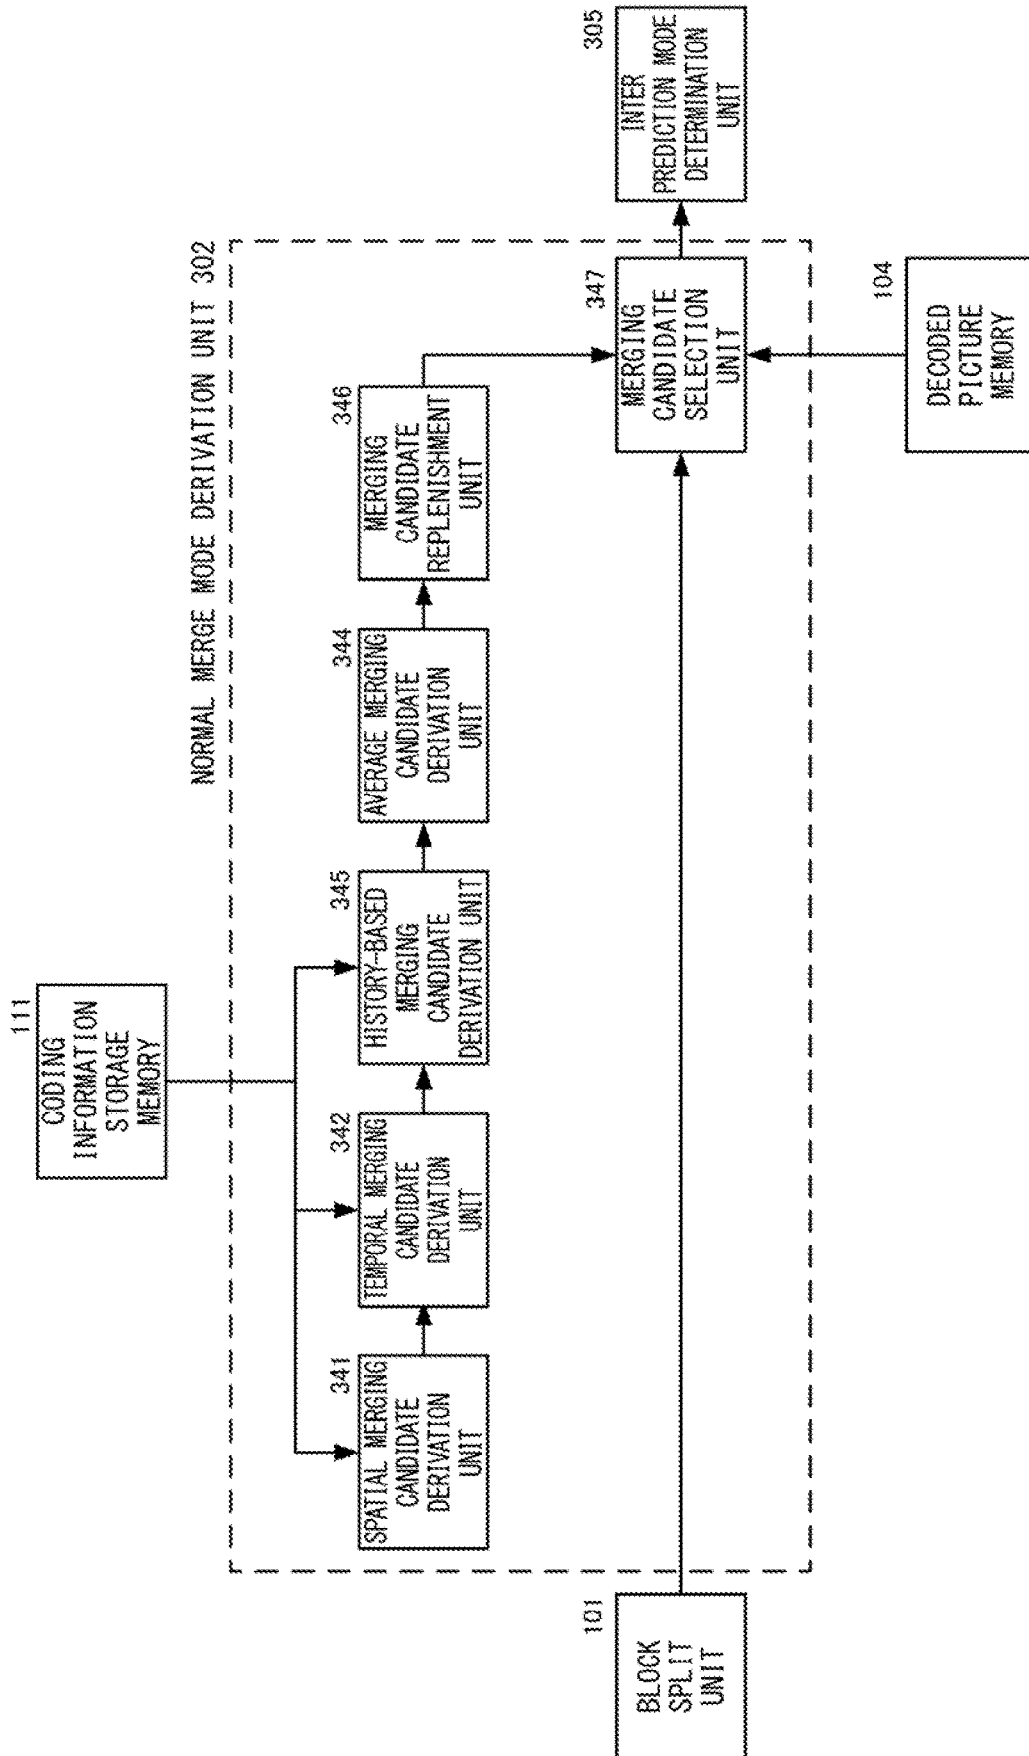 111
CODING
INFORMATION
STORAGE
MEMORY
NORMAL MERGE MODE DERIVATION UNIT 302
341
SPATIAL MERGING
CANDIDATE
DERIVATION
UNIT
342
TEMPORAL MERGING
CANDIDATE
DERIVATION
UNIT
345
HISTORY-BASED
MERGING
CANDIDATE
DERIVATION UNIT
344
AVERAGE MERGING
CANDIDATE
DERIVATION
UNIT
346
MERGING
CANDIDATE
REPLENISHMENT
UNIT
101
BLOCK
SPLIT
UNIT
347
MERGING
CANDIDATE
SELECTION
UNIT
305
INTER
PREDICTION MODE
DETERMINATION
UNIT
104
DECODED
PICTURE
MEMORY